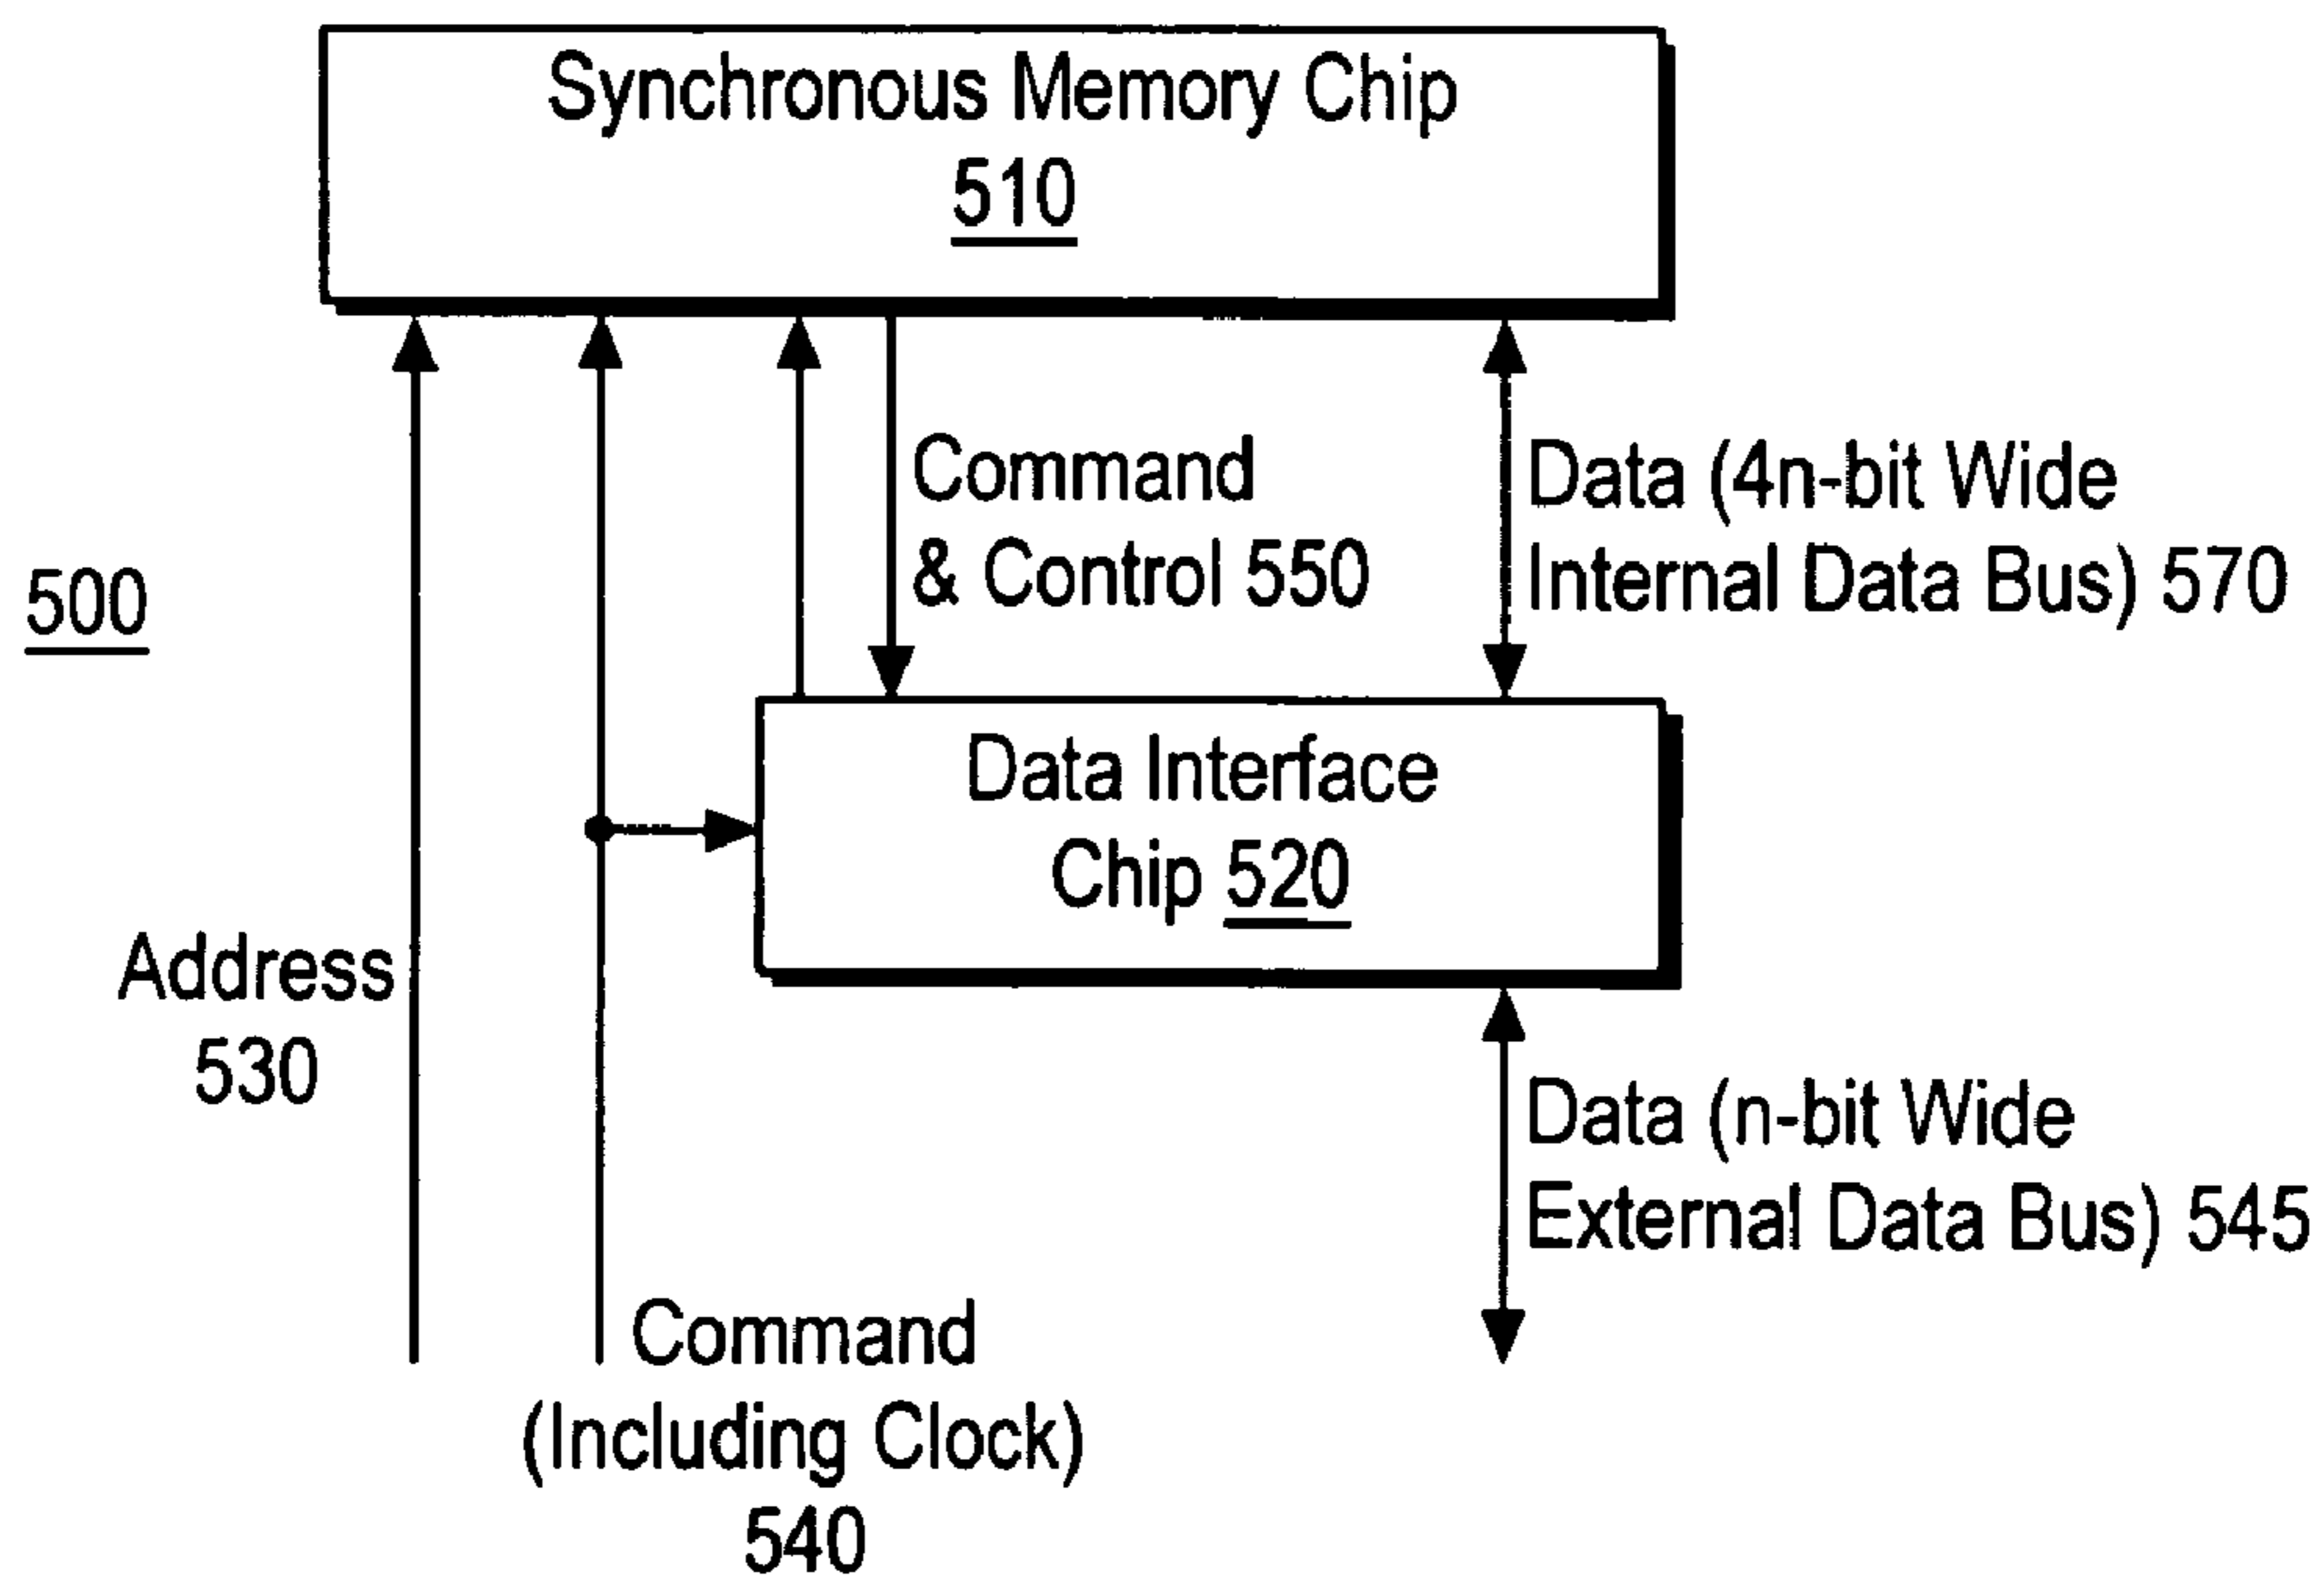 Synchronous Memory Chip
510
Command
& Control 550
Data (4n-bit Wide
Internal Data Bus) 570
500
Data Interface
Chip 520
Address
530
Data (n-bit Wide
External Data Bus) 545
Command
(Including Clock)
540